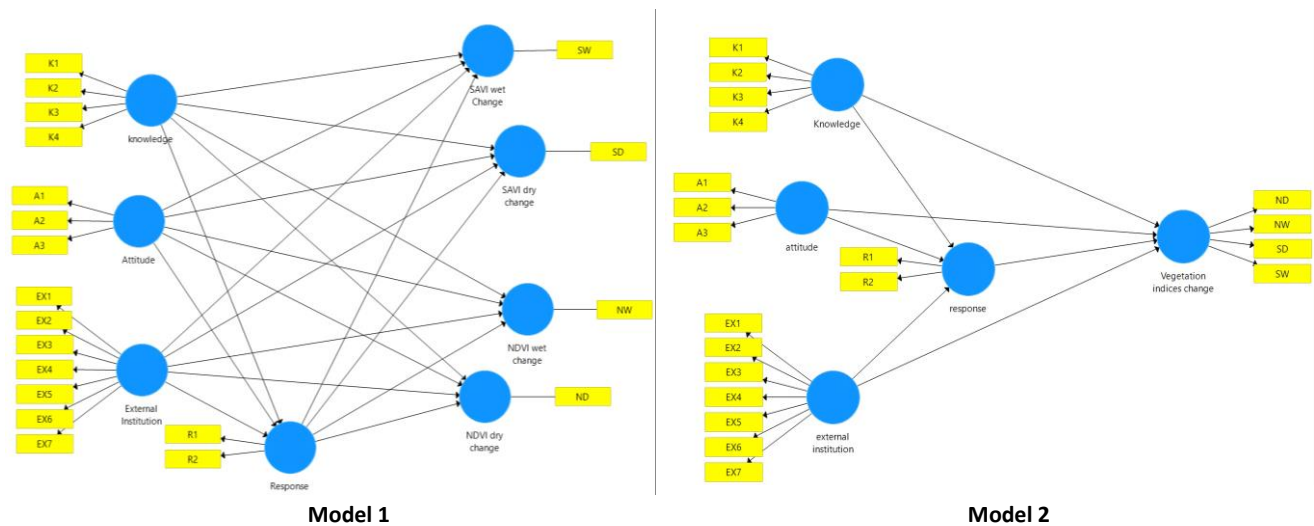 K1
K2
K3
K4
knowledge
A1
A2
A3
Attitude
EX1
EX2
EX3
EX4
EX5
EX6
EX7
External
Institution
R1
R2
Response
SAVI wet
Change
SW
SAVI dry
change
SD
NDVI wet
change
NW
NDVI dry
change
ND
Model 1
K1
K2
K3
K4
Knowledge
A1
A2
A3
attitude
R1
R2
response
EX1
EX2
EX3
EX4
EX5
EX6
EX7
external
institution
Vegetation
indices change
ND
NW
SD
SW
Model 2